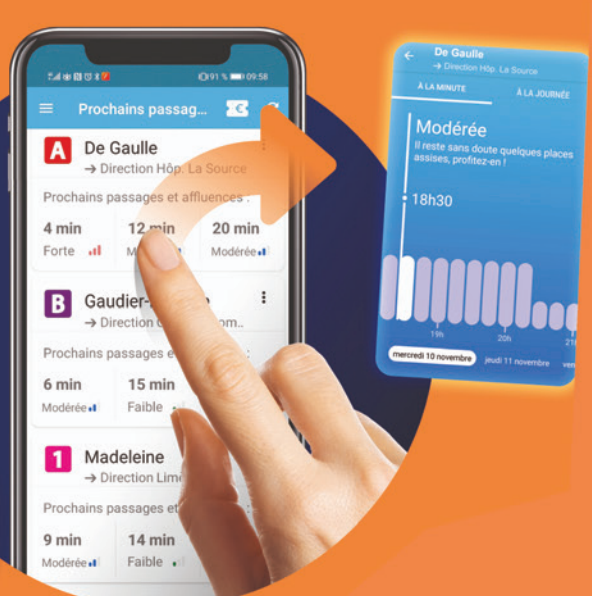 91 % 09:58
Prochains passag...
A De Gaulle
→ Direction Hôp. La Source
Prochains passages et affluences :
4 min 12 min 20 min
Forte Modérée
B
→ Direction
Prochains passages
6 min 15 min
Modérée Faible
1 Madeleine
→ Direction
Prochains passages et
9 min 14 min
Modérée Faible
De Gaulle
→ Direction Hôp. La Source
À LA MINUTE À LA JOURNÉE
Modérée
Il reste sans doute quelques places
assises, profitez-en !
18h30
19h 20h
mercredi 10 novembre jeudi 11 novembre